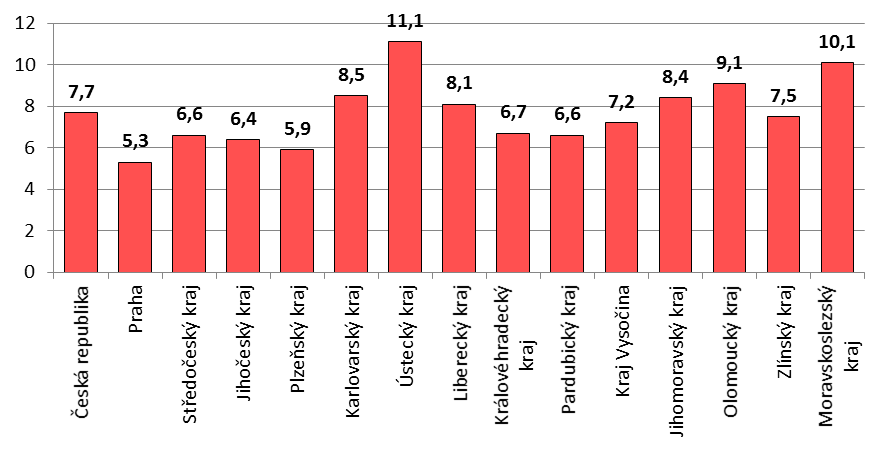 12
10
8
6
4
2
0
7,7
5,3
6,6
6,4
5,9
8,5
11,1
8,1
6,7
6,6
7,2
8,4
9,1
7,5
10,1
Česká republika
Praha
Středočeský kraj
Jihočeský kraj
Plzeňský kraj
Karlovarský kraj
Ústecký kraj
Liberecký kraj
Královéhradecký
kraj
Pardubický kraj
Kraj Vysočina
Jihomoravský kraj
Olomoucký kraj
Zlínský kraj
Moravskoslezský
kraj